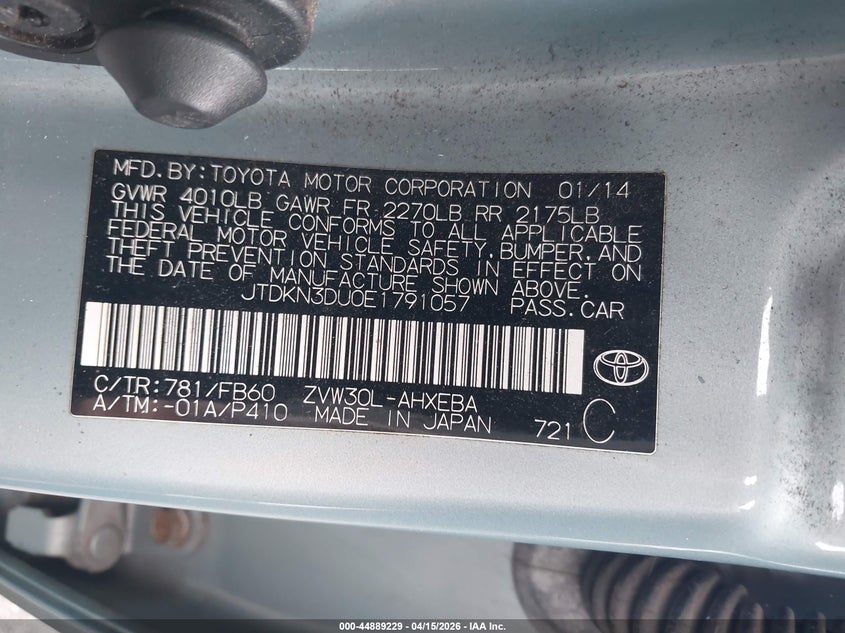 MFD.BY:TOYOTA MOTOR CORPORATION 01/14
GVWR 4010LB GAWR FR 2270LB RR 2175LB
THIS VEHICLE CONFORMS TO ALL APPLICABLE
FEDERAL MOTOR VEHICLE SAFETY,BUMPER,AND
THEFT PREVENTION STANDARDS IN EFFECT ON
THE DATE OF MANUFACTURE SHOWN ABOVE.
JTDKN3DU0E1791057 PASS.CAR
C/TR:781/FB60 ZVW30L-AHXEBA
A/TM:-01A/P410 MADE IN JAPAN 721 C
000-44889229 - 04/15/2026 - IAA Inc.